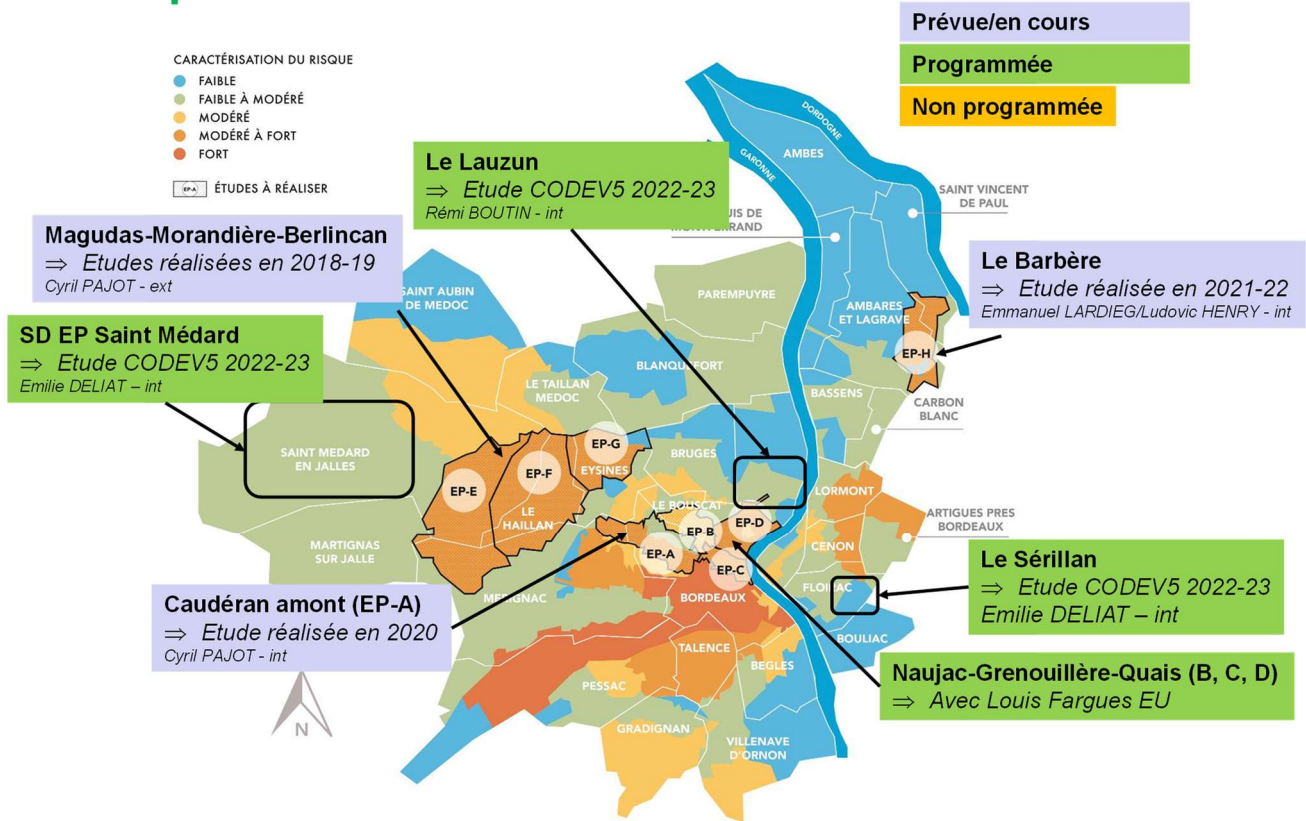 Prévue/en cours
Programmée
Non programmée
CARACTÉRISATION DU RISQUE
FAIBLE
FAIBLE À MODÉRÉ
MODÉRÉ
MODÉRÉ À FORT
FORT
EP-A ÉTUDES À RÉALISER
Le Lauzun
⇒ Etude CODEV5 2022-23
Rémi BOUTIN - int
Magudas-Morandière-Berlincan
⇒ Etudes réalisées en 2018-19
Cyril PAJOT - ext
SD EP Saint Médard
⇒ Etude CODEV5 2022-23
Emilie DELIAT – int
Le Barbère
⇒ Etude réalisée en 2021-22
Emmanuel LARDIEG/Ludovic HENRY - int
Caudéran amont (EP-A)
⇒ Etude réalisée en 2020
Cyril PAJOT - int
Le Sérillan
⇒ Etude CODEV5 2022-23
Emilie DELIAT – int
Naujac-Grenouillère-Quais (B, C, D)
⇒ Avec Louis Fargues EU
DORDOGNE
GARONNE
AMBES
SAINT VINCENT
DE PAUL
UIS DE
SAINT AUBIN
DE MEDOC
PAREMPUYRE
AMBARES
ET LAGRAVE
EP-H
BLANQUEFORT
LE TAILLAN
MEDOC
BASSENS
CARBON
BLANC
SAINT MEDARD
EN JALLES
EP-G
EYSINES
BRUGES
EP-E
EP-F
LE
HAILLAN
LE BOUSCAT
LORMONT
ARTIGUES PRES
BORDEAUX
EP-D
EP-B
EP-A
EP-C
CENON
MARTIGNAS
SUR JALLE
MERIGNAC
BORDEAUX
FLOIRAC
BOULIAC
TALENCE
BEGLES
PESSAC
GRADIGNAN
VILLENAVE
D'ORNON
N